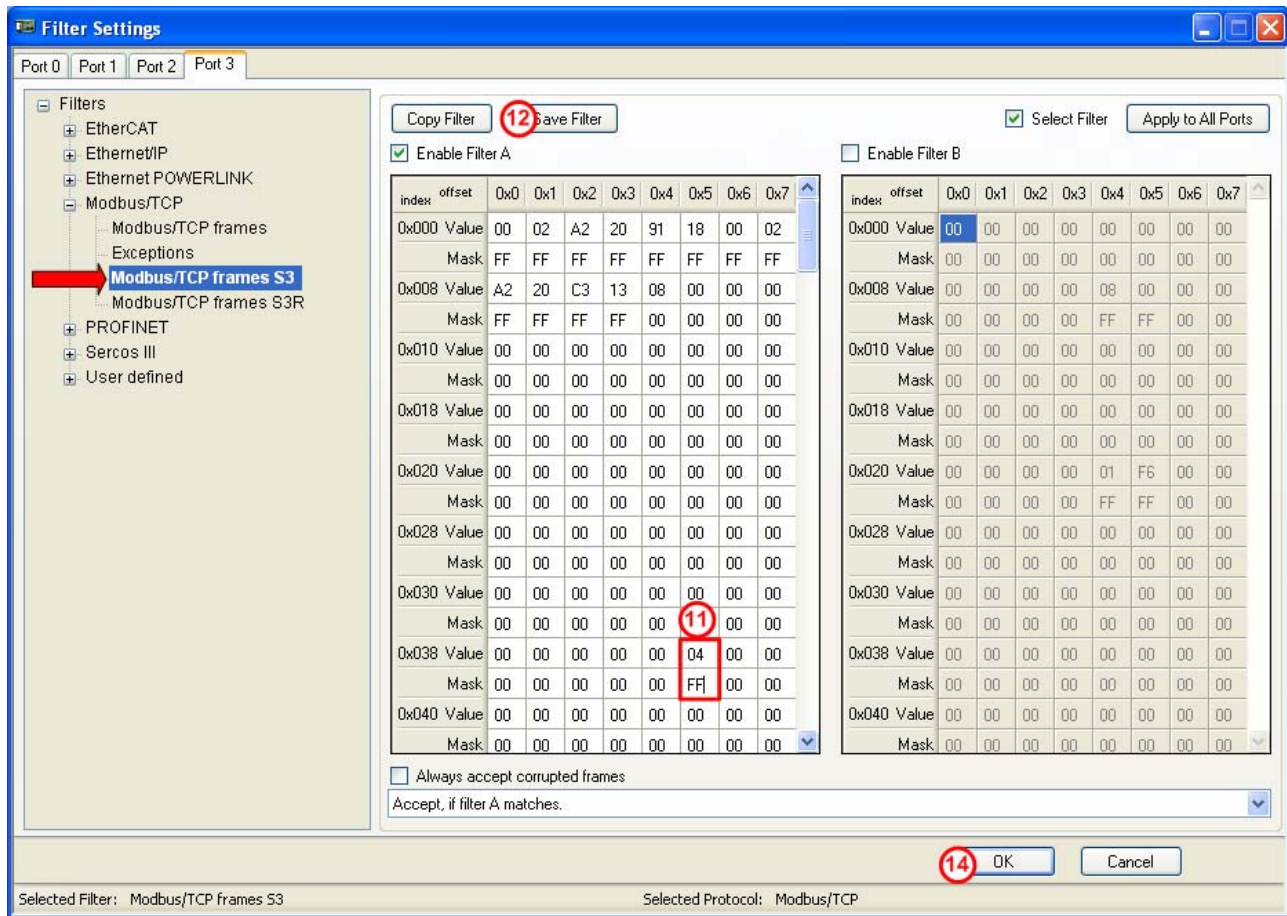 Filter Settings
Port 0 Port 1 Port 2 Port 3
Filters
EtherCAT
Ethernet/IP
Ethernet POWERLINK
Modbus/TCP
Modbus/TCP frames
Exceptions
Modbus/TCP frames S3
Modbus/TCP frames S3R
PROFINET
Sercos III
User defined
Copy Filter 12 Save Filter Select Filter Apply to All Ports
Enable Filter A
index offset 0x0 0x1 0x2 0x3 0x4 0x5 0x6 0x7
0x000 Value 00 02 A2 20 91 18 00 02
Mask FF FF FF FF FF FF FF FF
0x008 Value A2 20 C3 13 08 00 00 00
Mask FF FF FF FF 00 00 00 00
0x010 Value 00 00 00 00 00 00 00 00
Mask 00 00 00 00 00 00 00 00
0x018 Value 00 00 00 00 00 00 00 00
Mask 00 00 00 00 00 00 00 00
0x020 Value 00 00 00 00 00 00 00 00
Mask 00 00 00 00 00 00 00 00
0x028 Value 00 00 00 00 00 00 00 00
Mask 00 00 00 00 00 00 00 00
0x030 Value 00 00 00 00 00 00 00 00
Mask 00 00 00 00 00 11 00 00
0x038 Value 00 00 00 00 00 04 00 00
Mask 00 00 00 00 00 FF 00 00
0x040 Value 00 00 00 00 00 00 00 00
Mask 00 00 00 00 00 00 00 00
Enable Filter B
index offset 0x0 0x1 0x2 0x3 0x4 0x5 0x6 0x7
0x000 Value 00 00 00 00 00 00 00 00
Mask 00 00 00 00 00 00 00 00
0x008 Value 00 00 00 00 08 00 00 00
Mask 00 00 00 00 FF FF 00 00
0x010 Value 00 00 00 00 00 00 00 00
Mask 00 00 00 00 00 00 00 00
0x018 Value 00 00 00 00 00 00 00 00
Mask 00 00 00 00 00 00 00 00
0x020 Value 00 00 00 00 01 F6 00 00
Mask 00 00 00 00 FF FF 00 00
0x028 Value 00 00 00 00 00 00 00 00
Mask 00 00 00 00 00 00 00 00
0x030 Value 00 00 00 00 00 00 00 00
Mask 00 00 00 00 00 00 00 00
0x038 Value 00 00 00 00 00 00 00 00
Mask 00 00 00 00 00 00 00 00
0x040 Value 00 00 00 00 00 00 00 00
Mask 00 00 00 00 00 00 00 00
Always accept corrupted frames
Accept, if filter A matches.
14 OK Cancel
Selected Filter: Modbus/TCP frames S3 Selected Protocol: Modbus/TCP